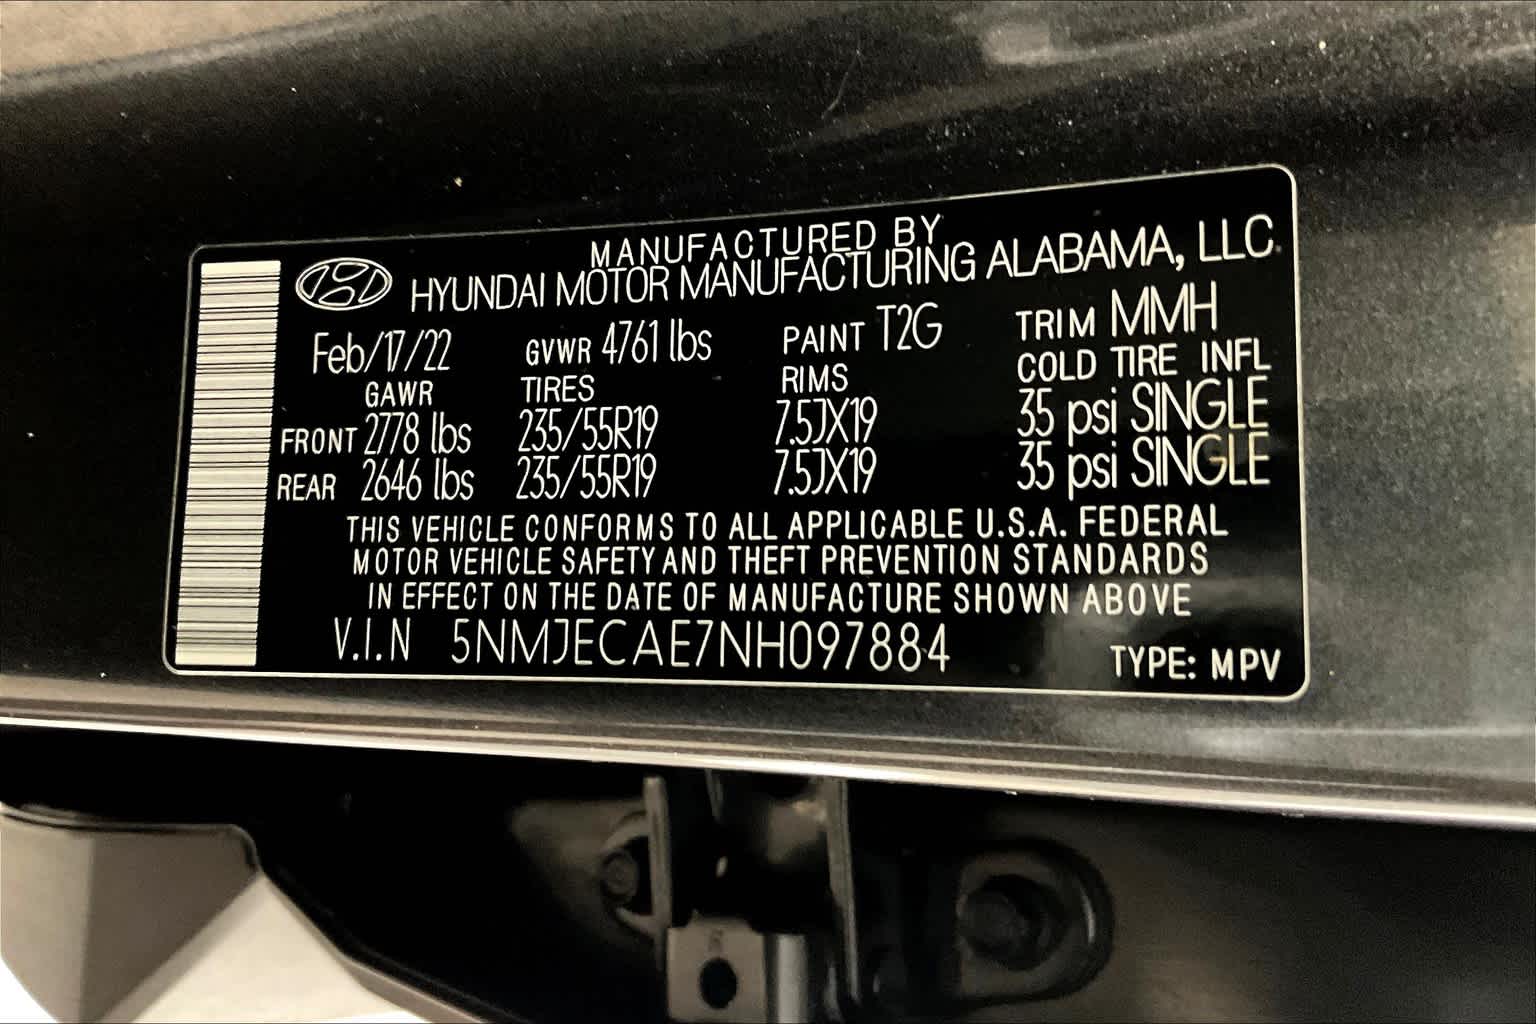 MANUFACTURED BY
HYUNDAI MOTOR MANUFACTURING ALABAMA, LLC.
Feb/17/22 GVWR 4761 lbs PAINT T2G TRIM MMH
GAWR TIRES RIMS COLD TIRE INFL
FRONT 2778 lbs 235/55R19 7.5JX19 35 psi SINGLE
REAR 2646 lbs 235/55R19 7.5JX19 35 psi SINGLE
THIS VEHICLE CONFORMS TO ALL APPLICABLE U.S.A. FEDERAL
MOTOR VEHICLE SAFETY AND THEFT PREVENTION STANDARDS
IN EFFECT ON THE DATE OF MANUFACTURE SHOWN ABOVE
V.I.N 5NMJECAE7NH097884 TYPE: MPV